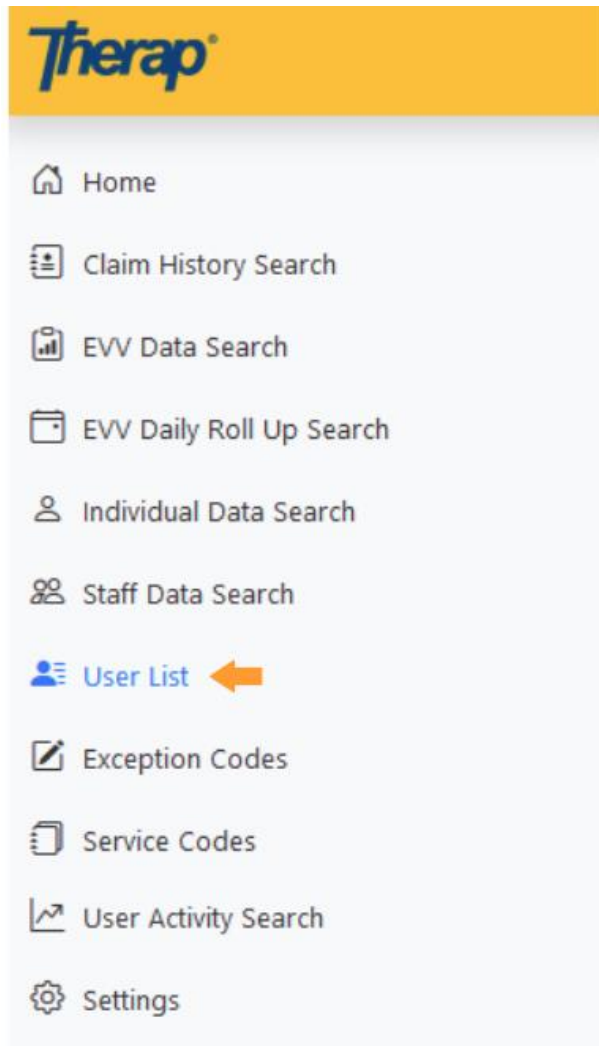 Therap®
Home
Claim History Search
EVV Data Search
EVV Daily Roll Up Search
Individual Data Search
Staff Data Search
User List
Exception Codes
Service Codes
User Activity Search
Settings